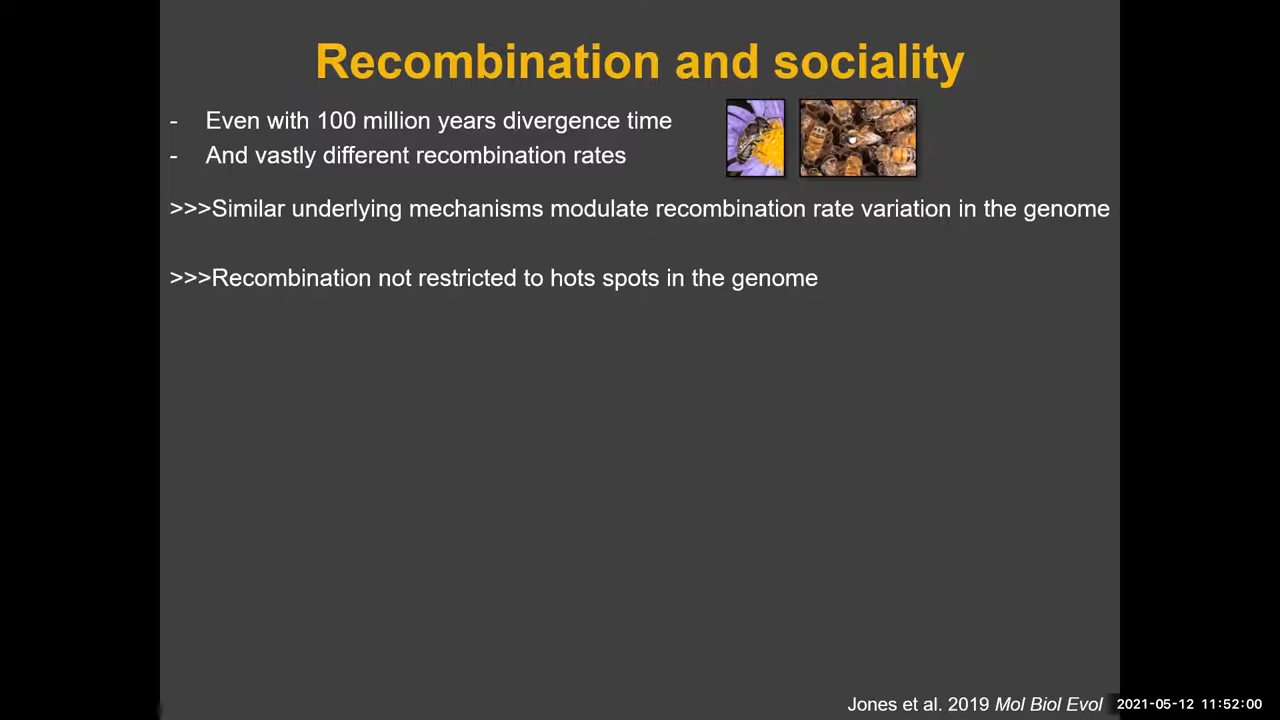 Recombination and sociality
- Even with 100 million years divergence time
- And vastly different recombination rates
>>>Similar underlying mechanisms modulate recombination rate variation in the genome
>>>Recombination not restricted to hots spots in the genome
Jones et al. 2019 Mol Biol Evol
2021-05-12 11:52:00